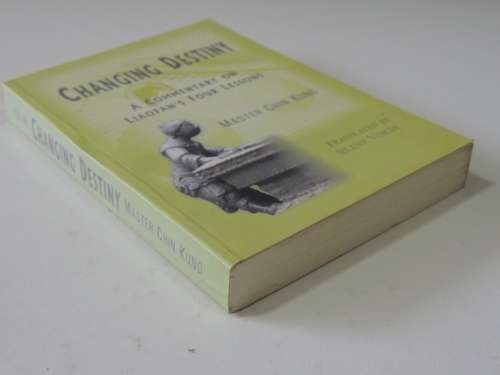 CHANGING DESTINY
A COMMENTARY ON
LIAOFAN'S FOUR LESSONS
MASTER CHIN KUNG
TRANSLATED BY
CHANGING DESTINY MASTER CHIN KUNG